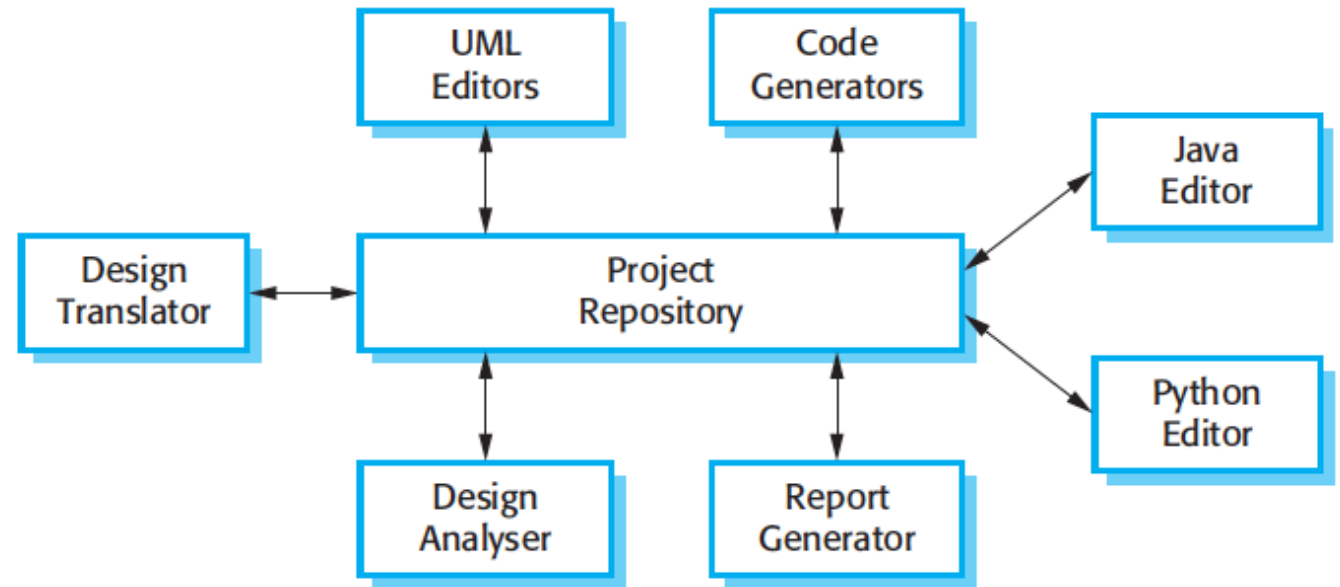 UML
Editors
Code
Generators
Java
Editor
Design
Translator
Project
Repository
Python
Editor
Design
Analyser
Report
Generator